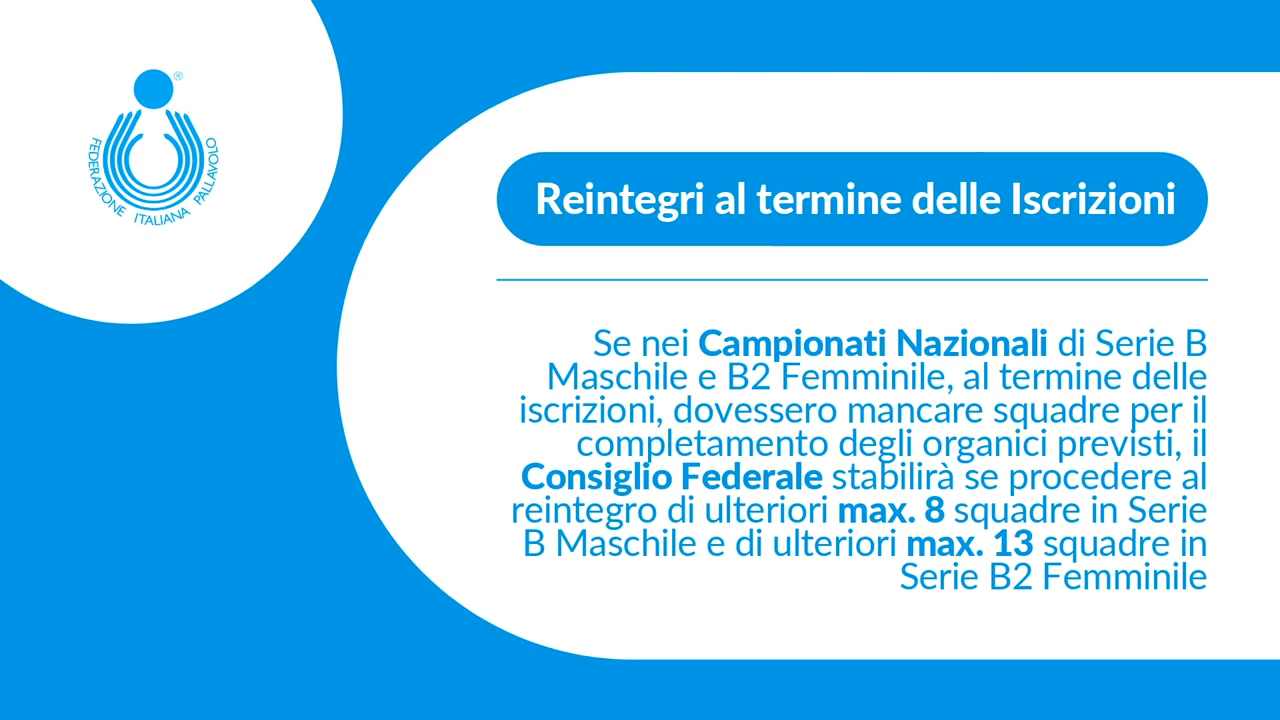 ®
FEDERAZIONE ITALIANA PALLAVOLO
Reintegri al termine delle Iscrizioni
Se nei Campionati Nazionali di Serie B
Maschile e B2 Femminile, al termine delle
iscrizioni, dovessero mancare squadre per il
completamento degli organici previsti, il
Consiglio Federale stabilirà se procedere al
reintegro di ulteriori max. 8 squadre in Serie
B Maschile e di ulteriori max. 13 squadre in
Serie B2 Femminile